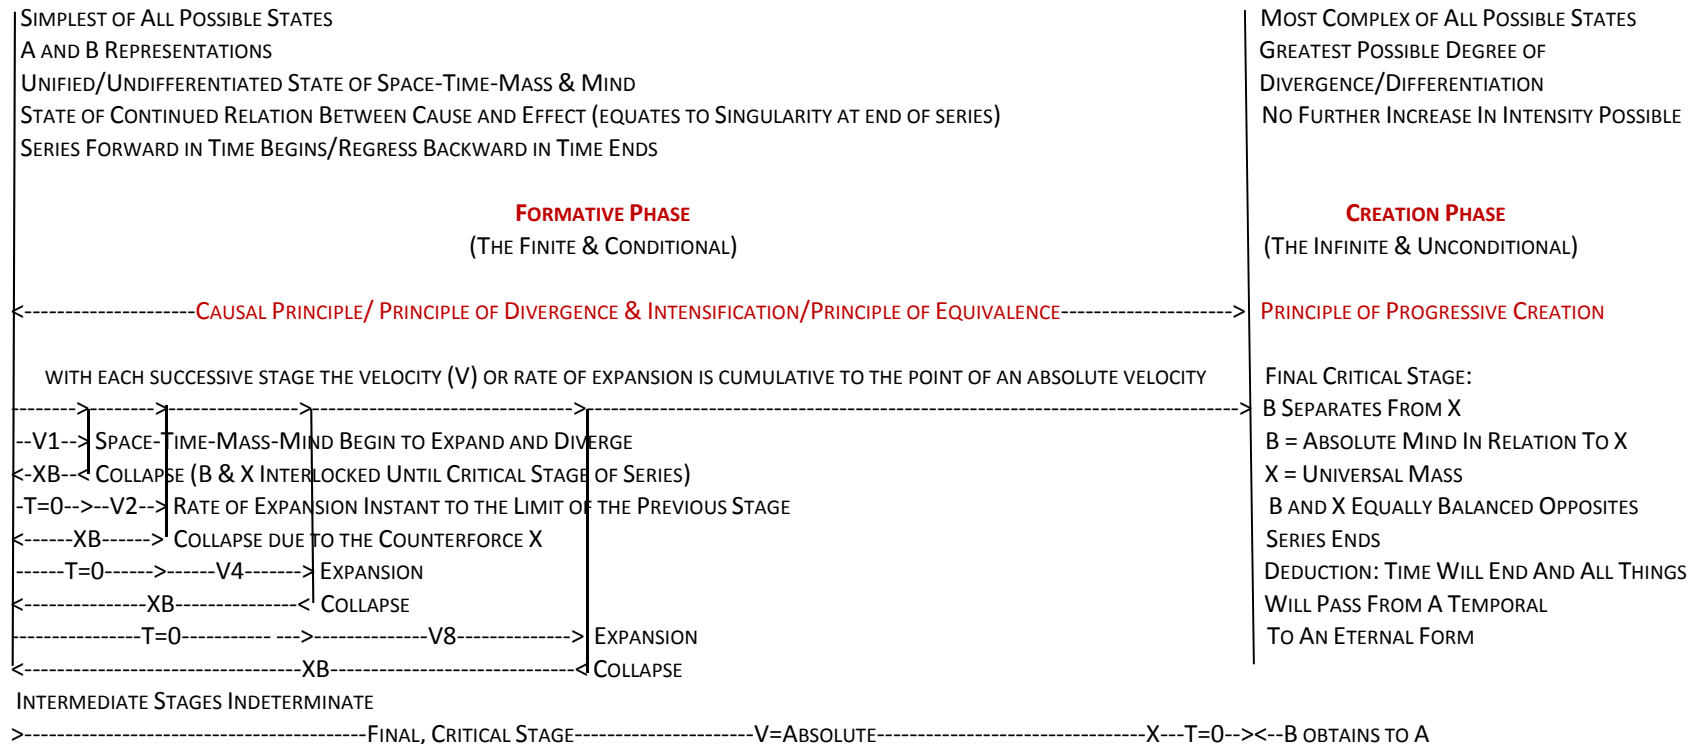 Simplest of All Possible States
A and B Representations
Unified/Undifferentiated State of Space-Time-Mass & Mind
State of Continued Relation Between Cause and Effect (equates to Singularity at end of series)
Series Forward in Time Begins/Regress Backward in Time Ends
Most Complex of All Possible States
Greatest Possible Degree of
Divergence/Differentiation
No Further Increase In Intensity Possible
Formative Phase
(The Finite & Conditional)
Creation Phase
(The Infinite & Unconditional)
<---------------------Causal Principle/ Principle of Divergence & Intensification/Principle of Equivalence--------------------->
Principle of Progressive Creation
with each successive stage the velocity (V) or rate of expansion is cumulative to the point of an absolute velocity
-------->-------->----------------->-------------------------------->-------------------------------------------------------------------------------->
--V1--> Space-Time-Mass-Mind Begin to Expand and Diverge
<-XB--< Collapse (B & X Interlocked Until Critical Stage of Series)
-T=0-->--V2--> Rate of Expansion Instant to the Limit of the Previous Stage
<------XB------> Collapse due to the Counterforce X
------T=0------>------V4-------> Expansion
<---------------XB---------------< Collapse
----------------T=0----------- --->--------------V8--------------> Expansion
<----------------------------------XB------------------------------< Collapse
Final Critical Stage:
B Separates From X
B = Absolute Mind In Relation To X
X = Universal Mass
B and X Equally Balanced Opposites
Series Ends
Deduction: Time Will End And All Things
Will Pass From A Temporal
To An Eternal Form
Intermediate Stages Indeterminate
>------------------------------------------Final, Critical Stage----------------------V=Absolute---------------------------------X---T=0--><--B obtains to A